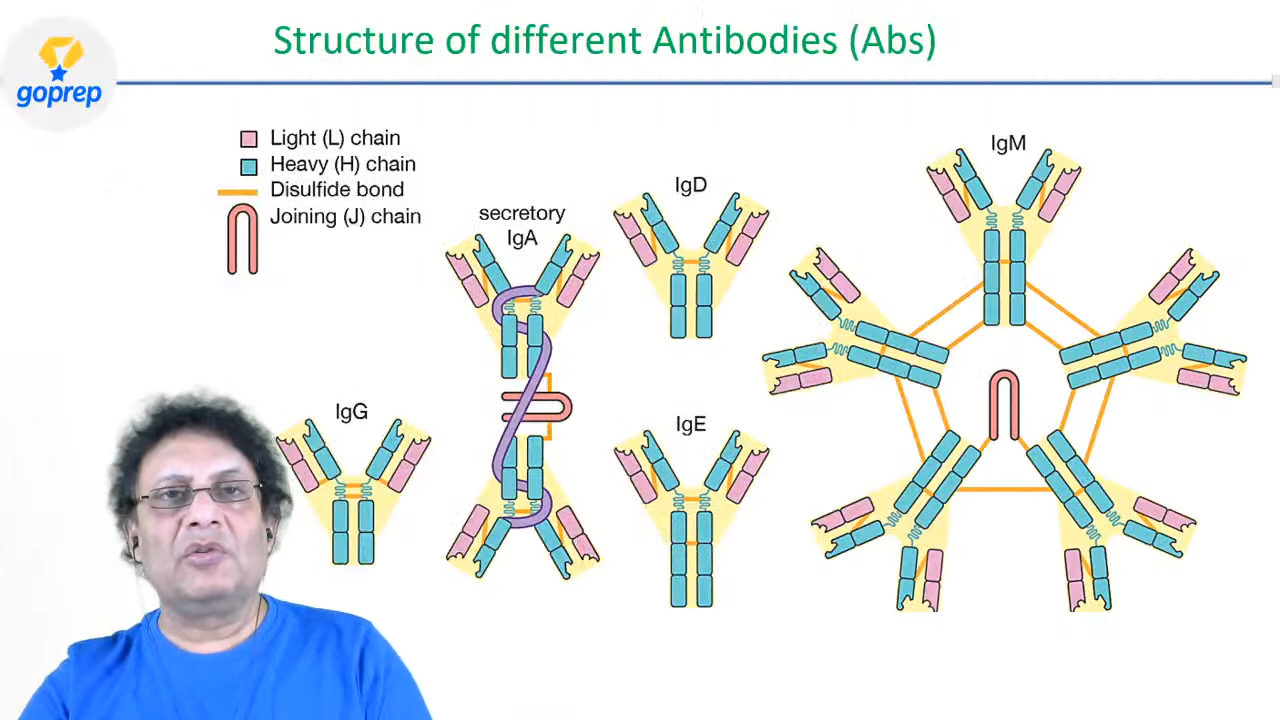 Structure of different Antibodies (Abs)
goprep
Light (L) chain
Heavy (H) chain
Disulfide bond
Joining (J) chain
secretory
IgA
IgD
IgM
IgG
IgE